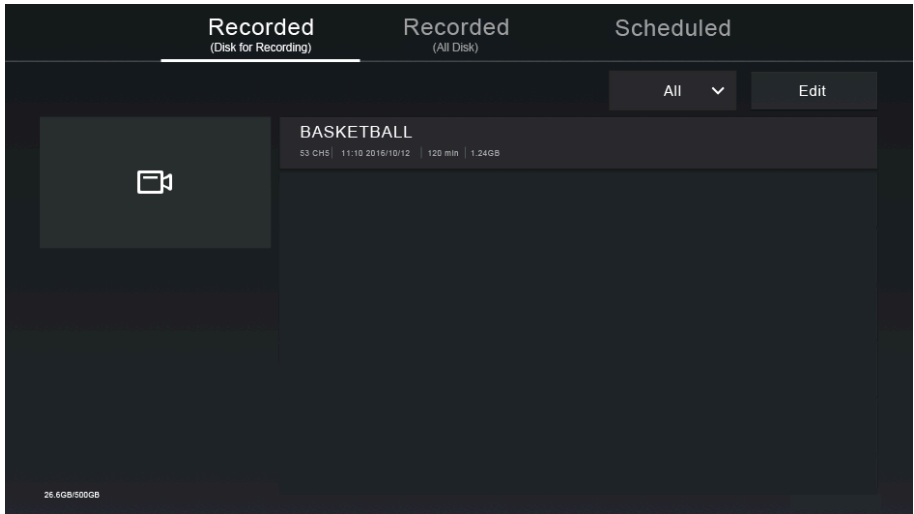 Recorded Recorded Scheduled
(Disk for Recording) (All Disk)
All Edit
BASKETBALL
53 CH5 | 11:10 2016/10/12 | 120 min | 1.24GB
26.6GB/500GB